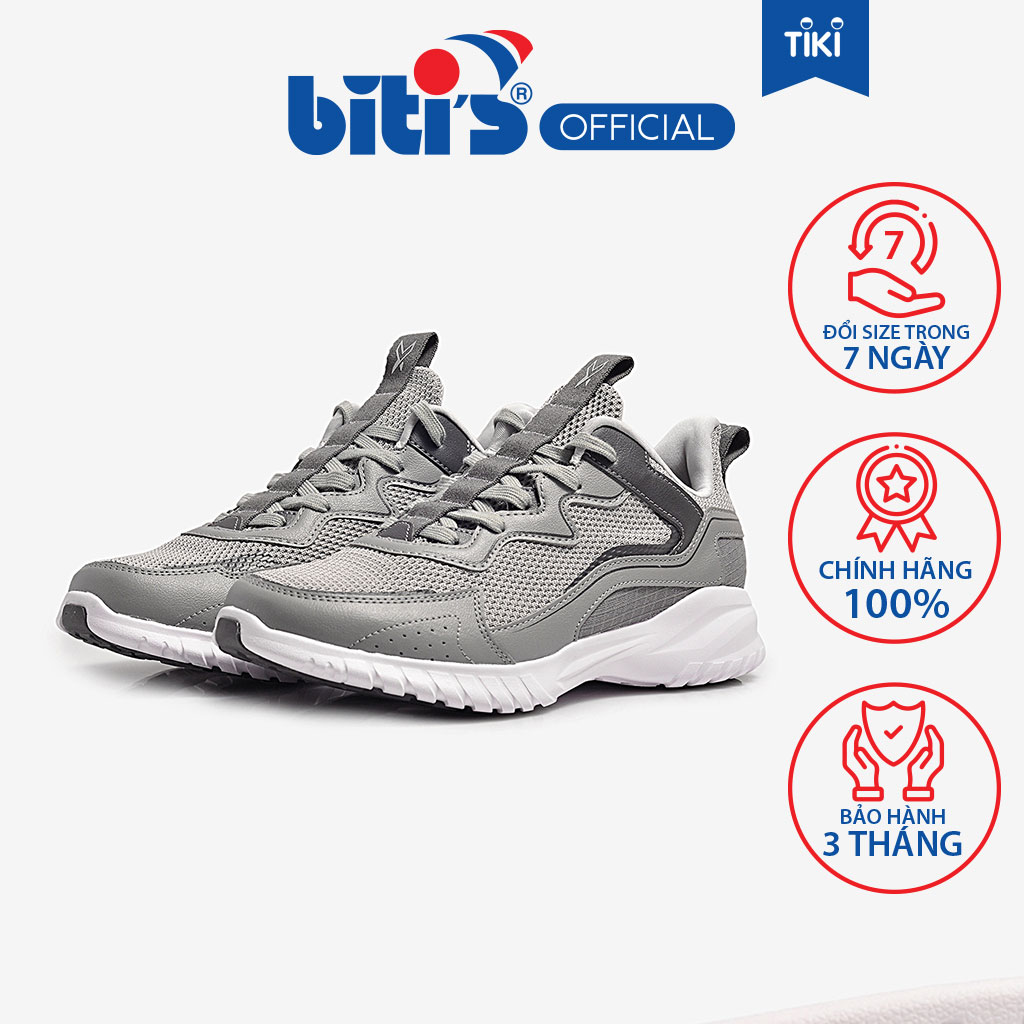 TIKI
biti's®
OFFICIAL
7
ĐỔI SIZE TRONG
7 NGÀY
CHÍNH HÃNG
100%
BẢO HÀNH
3 THÁNG